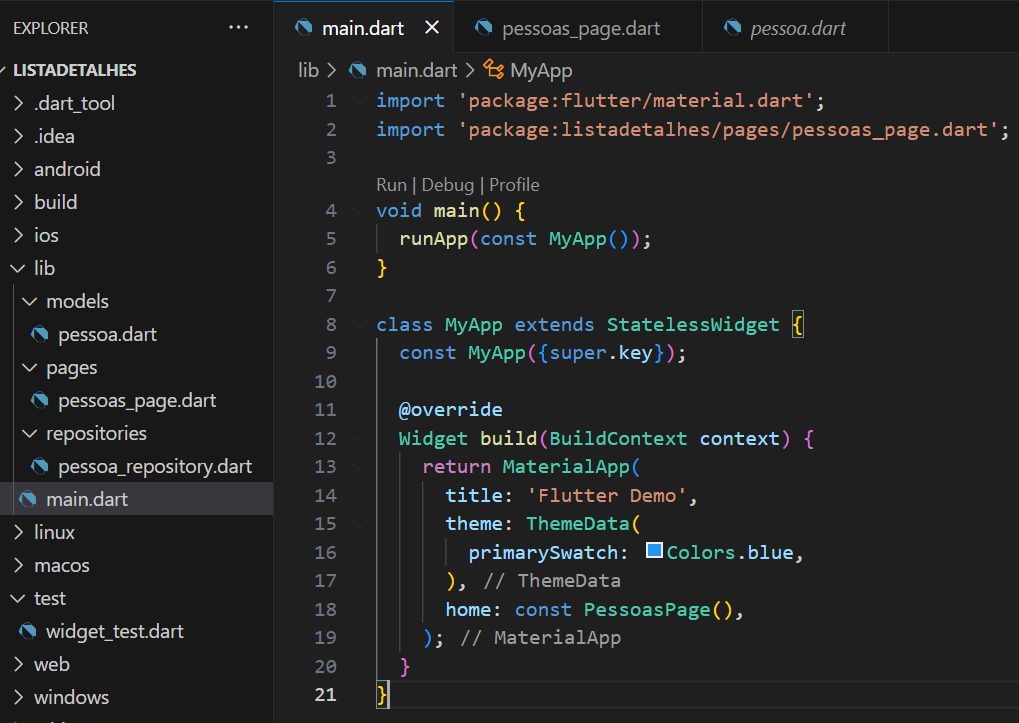 EXPLORER ...
LISTADETALHES
.dart_tool
.idea
android
build
ios
lib
models
pessoa.dart
pages
pessoas_page.dart
repositories
pessoa_repository.dart
main.dart
linux
macos
test
widget_test.dart
web
windows
main.dart pessoas_page.dart pessoa.dart
lib > main.dart > MyApp
1 import 'package:flutter/material.dart';
2 import 'package:listadetalhes/pages/pessoas_page.dart';
3
Run | Debug | Profile
4 void main() {
5 runApp(const MyApp());
6 }
7
8 class MyApp extends StatelessWidget {
9 const MyApp({super.key});
10
11 @override
12 Widget build(BuildContext context) {
13 return MaterialApp(
14 title: 'Flutter Demo',
15 theme: ThemeData(
16 primarySwatch: Colors.blue,
17 ), // ThemeData
18 home: const PessoasPage(),
19 ); // MaterialApp
20 }
21 }